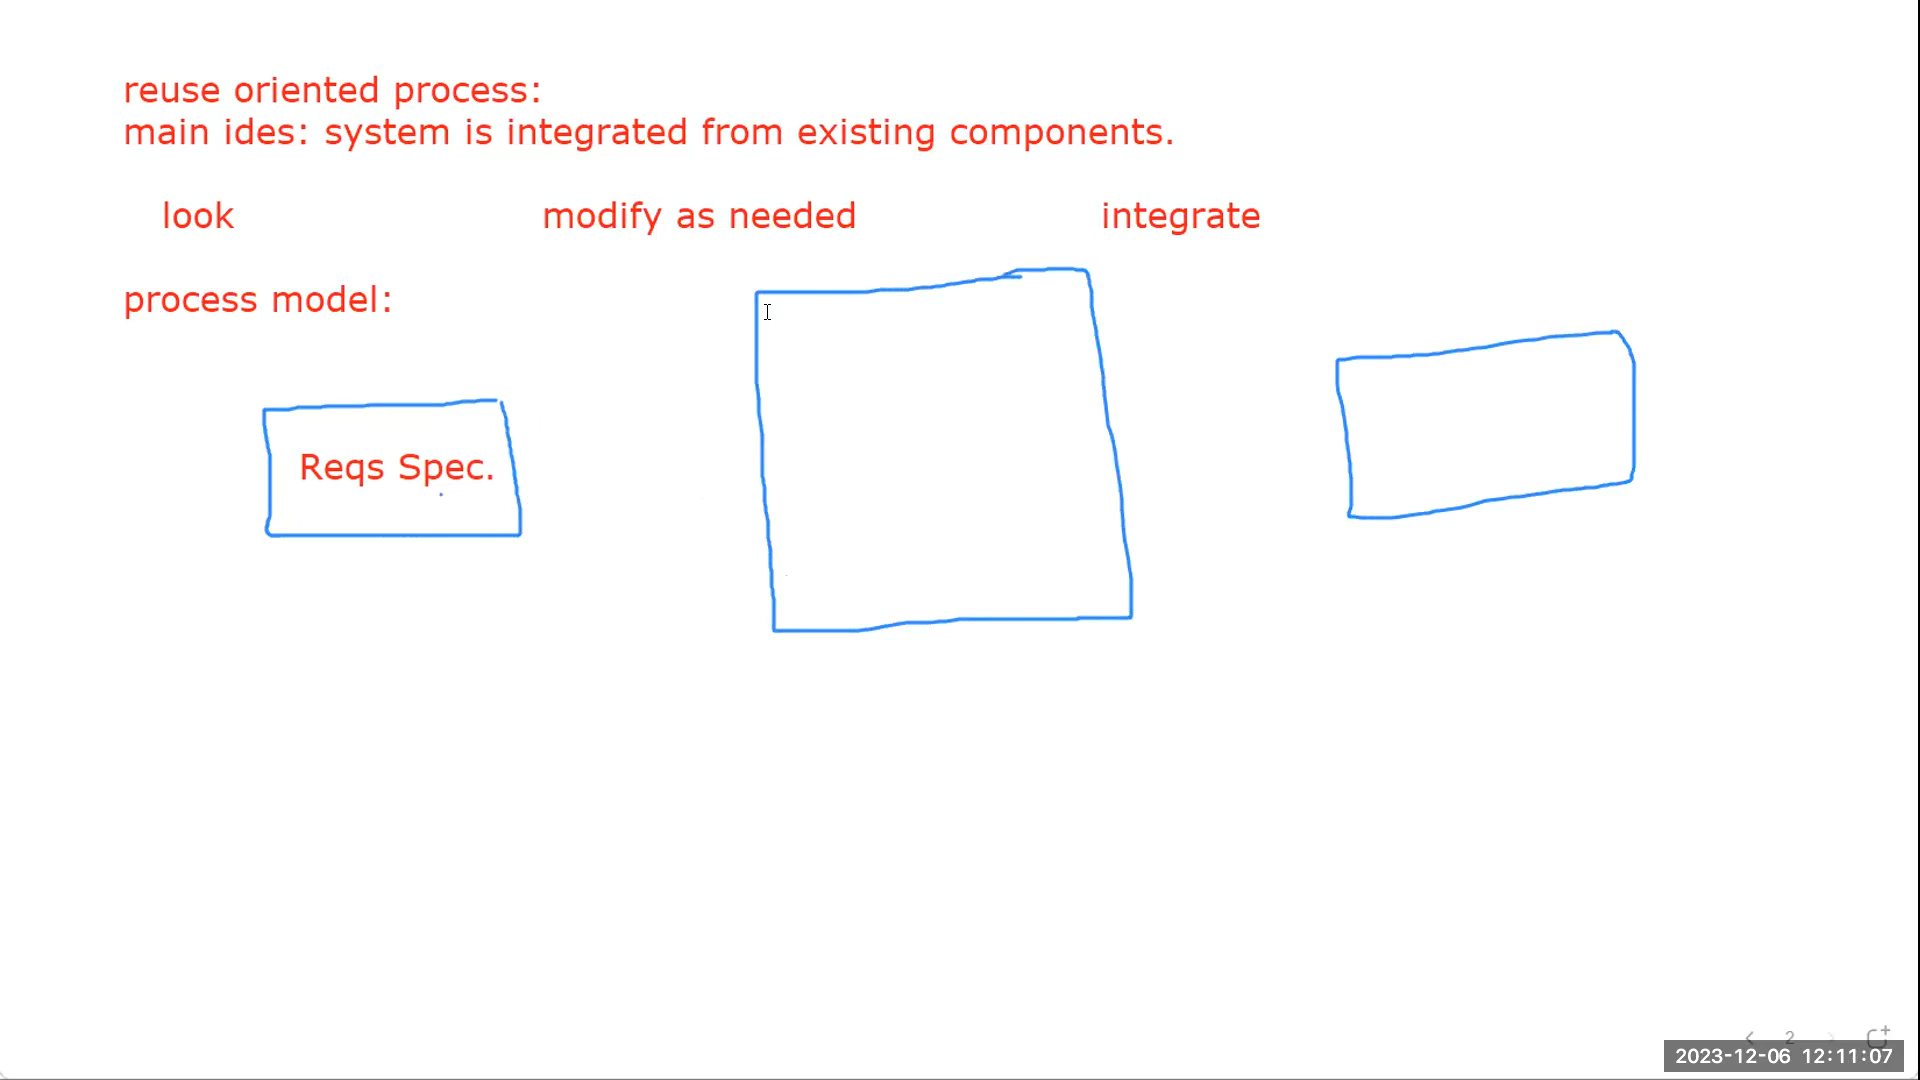 reuse oriented process:
main ides: system is integrated from existing components.
look modify as needed integrate
process model:
Reqs Spec.
2
2023-12-06 12:11:07